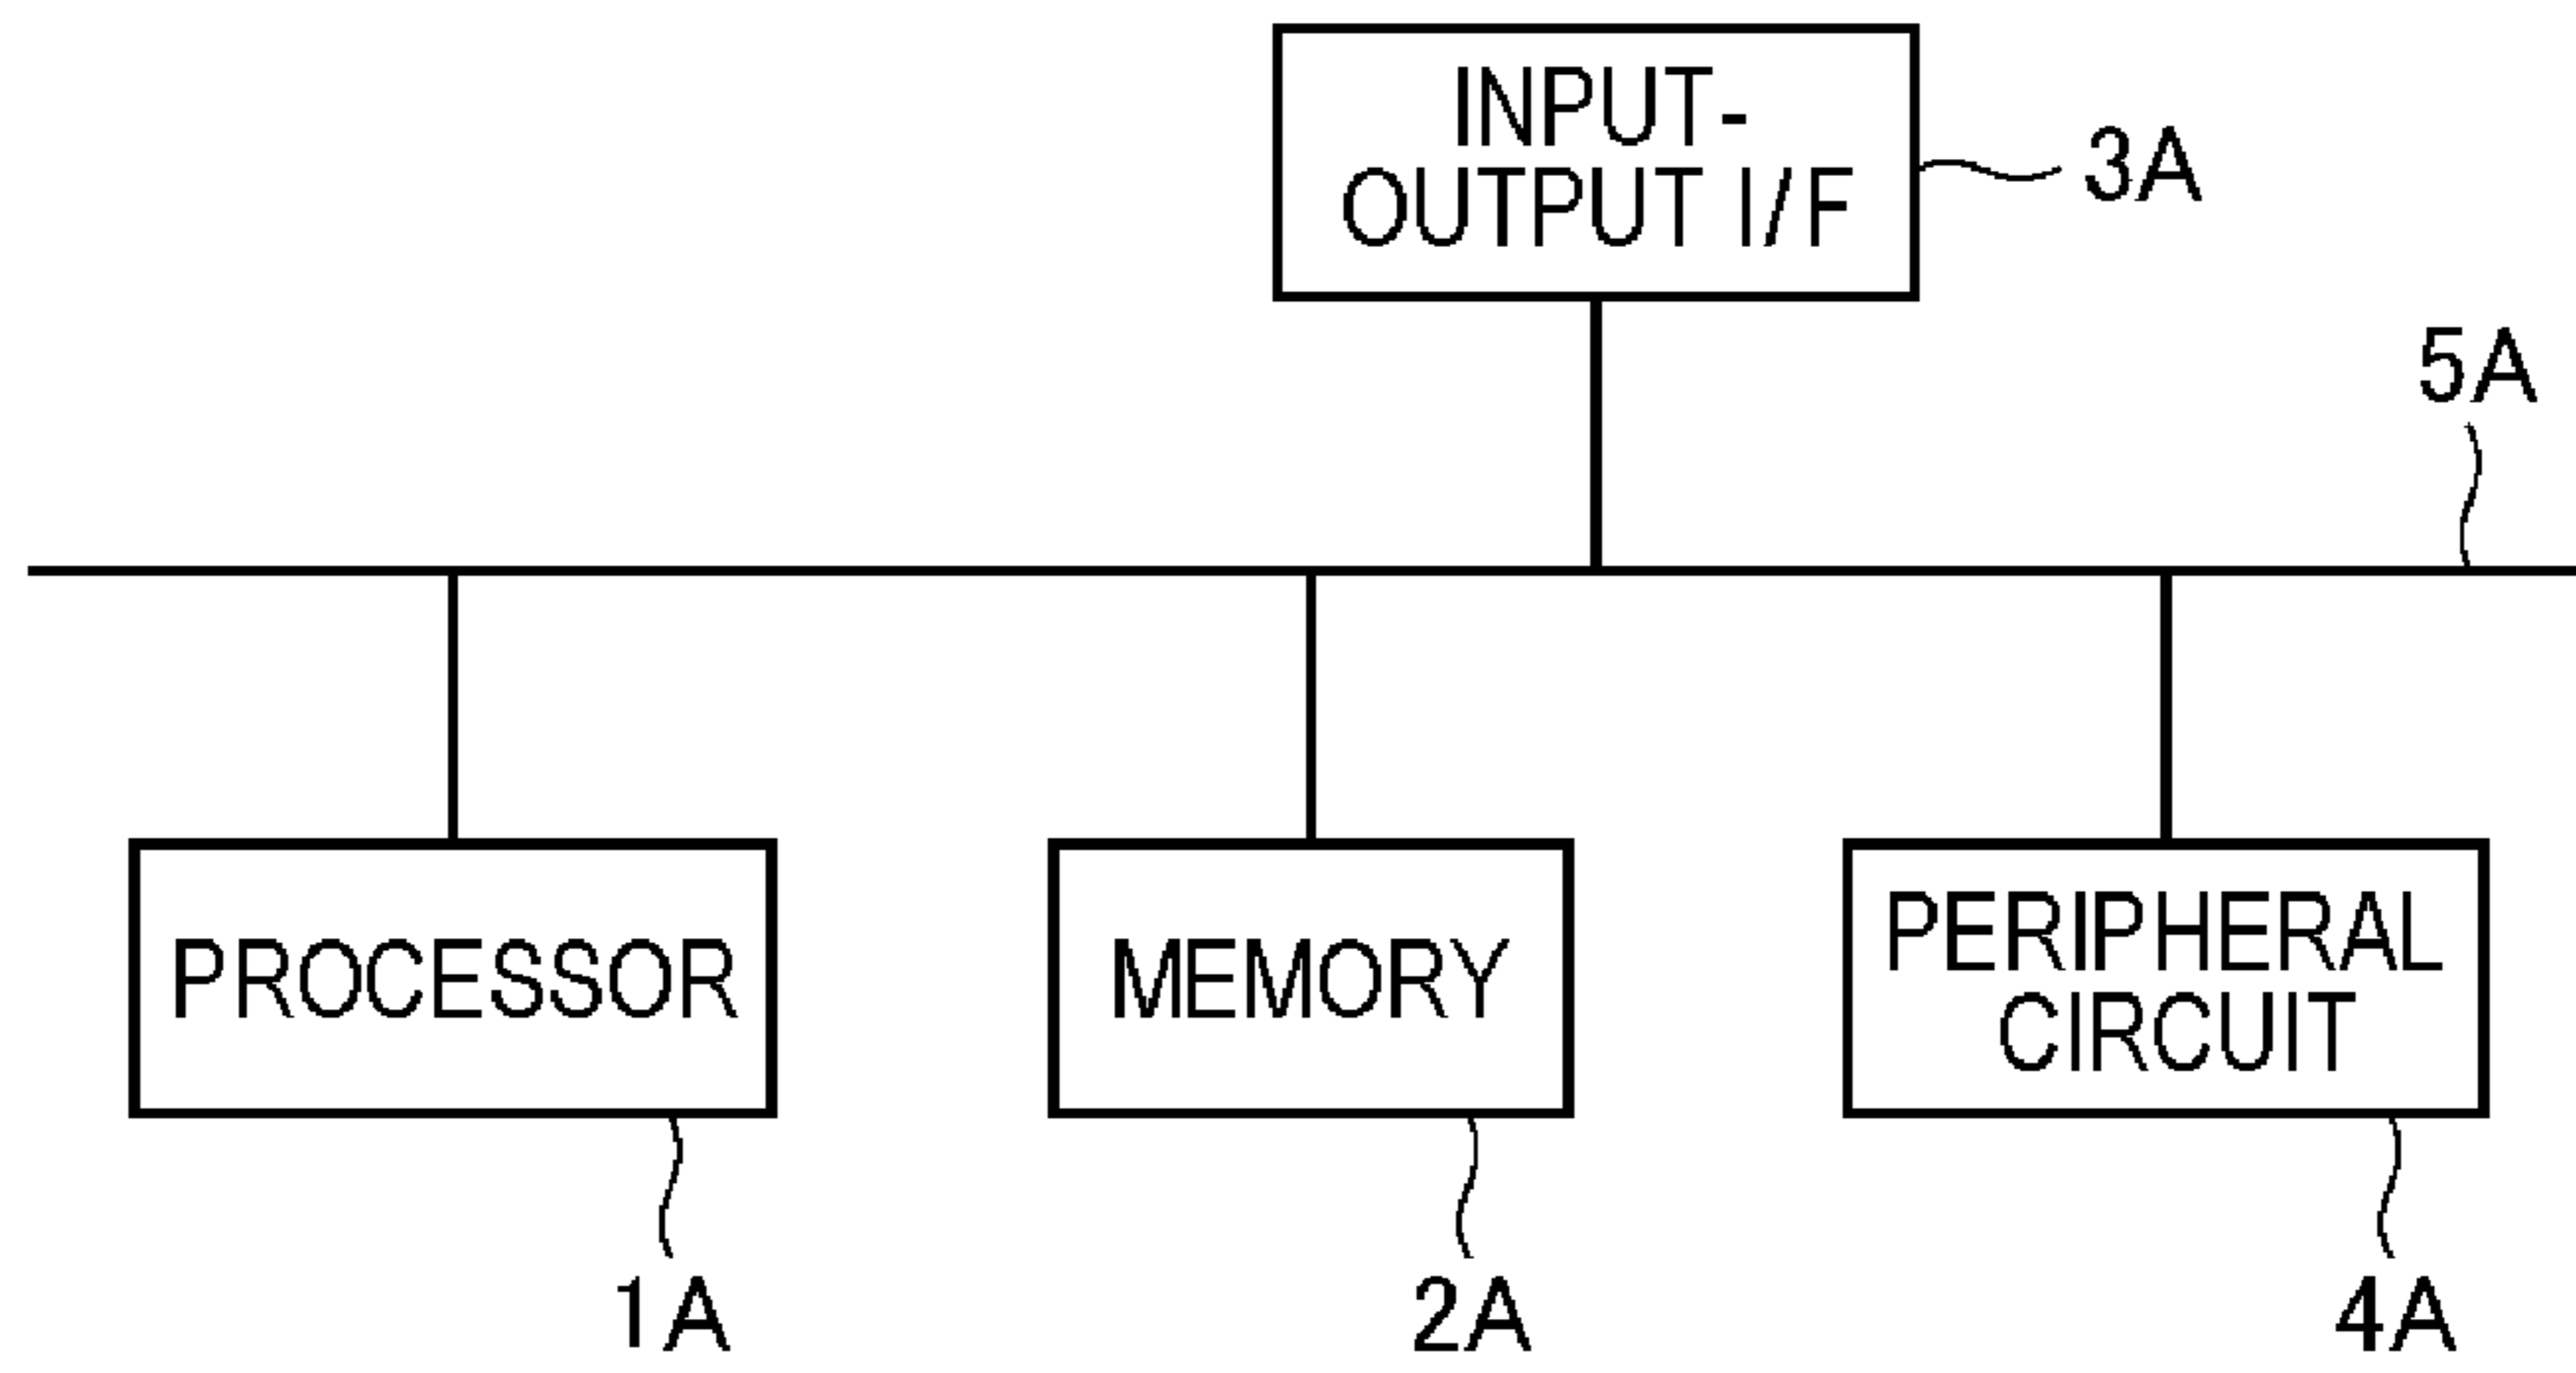 INPUT-
OUTPUT I/F
3A
5A
PROCESSOR
MEMORY
PERIPHERAL
CIRCUIT
1A
2A
4A